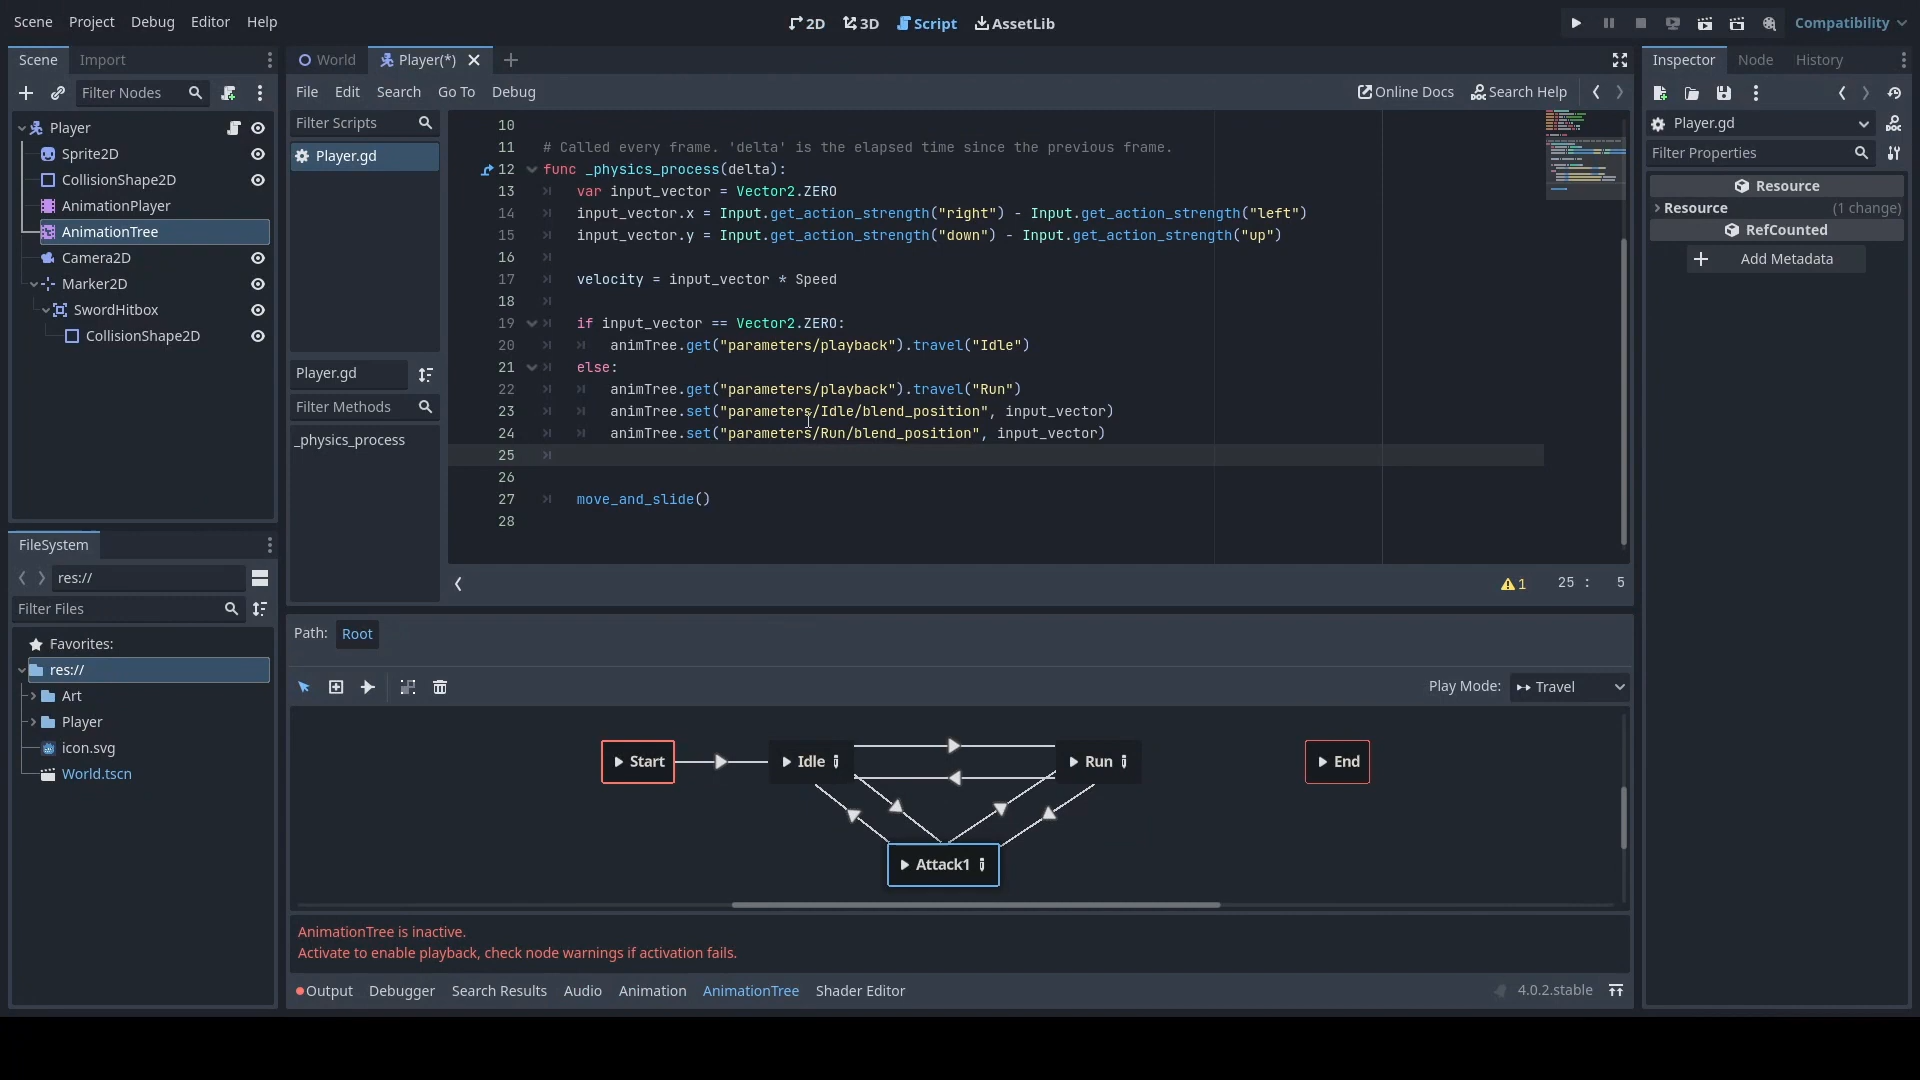 Scene Project Debug Editor Help
2D 3D Script AssetLib
Compatibility
Scene Import
Filter Nodes
Player
Sprite2D
CollisionShape2D
AnimationPlayer
AnimationTree
Camera2D
Marker2D
SwordHitbox
CollisionShape2D
FileSystem
res://
Filter Files
Favorites:
res://
Art
Player
icon.svg
World.tscn
World Player(*)
File Edit Search Go To Debug
Online Docs Search Help
Filter Scripts
Player.gd
Player.gd
Filter Methods
_physics_process
10
11 # Called every frame. 'delta' is the elapsed time since the previous frame.
12 func _physics_process(delta):
13 var input_vector = Vector2.ZERO
14 input_vector.x = Input.get_action_strength("right") - Input.get_action_strength("left")
15 input_vector.y = Input.get_action_strength("down") - Input.get_action_strength("up")
16
17 velocity = input_vector * Speed
18
19 if input_vector == Vector2.ZERO:
20 animTree.get("parameters/playback").travel("Idle")
21 else:
22 animTree.get("parameters/playback").travel("Run")
23 animTree.set("parameters/Idle/blend_position", input_vector)
24 animTree.set("parameters/Run/blend_position", input_vector)
25
26
27 move_and_slide()
28
1 25 : 5
Path: Root
Play Mode: Travel
Start Idle Run End
Attack1
AnimationTree is inactive.
Activate to enable playback, check node warnings if activation fails.
Output Debugger Search Results Audio Animation AnimationTree Shader Editor 4.0.2.stable
Inspector Node History
Player.gd
Filter Properties
Resource
Resource (1 change)
RefCounted
Add Metadata